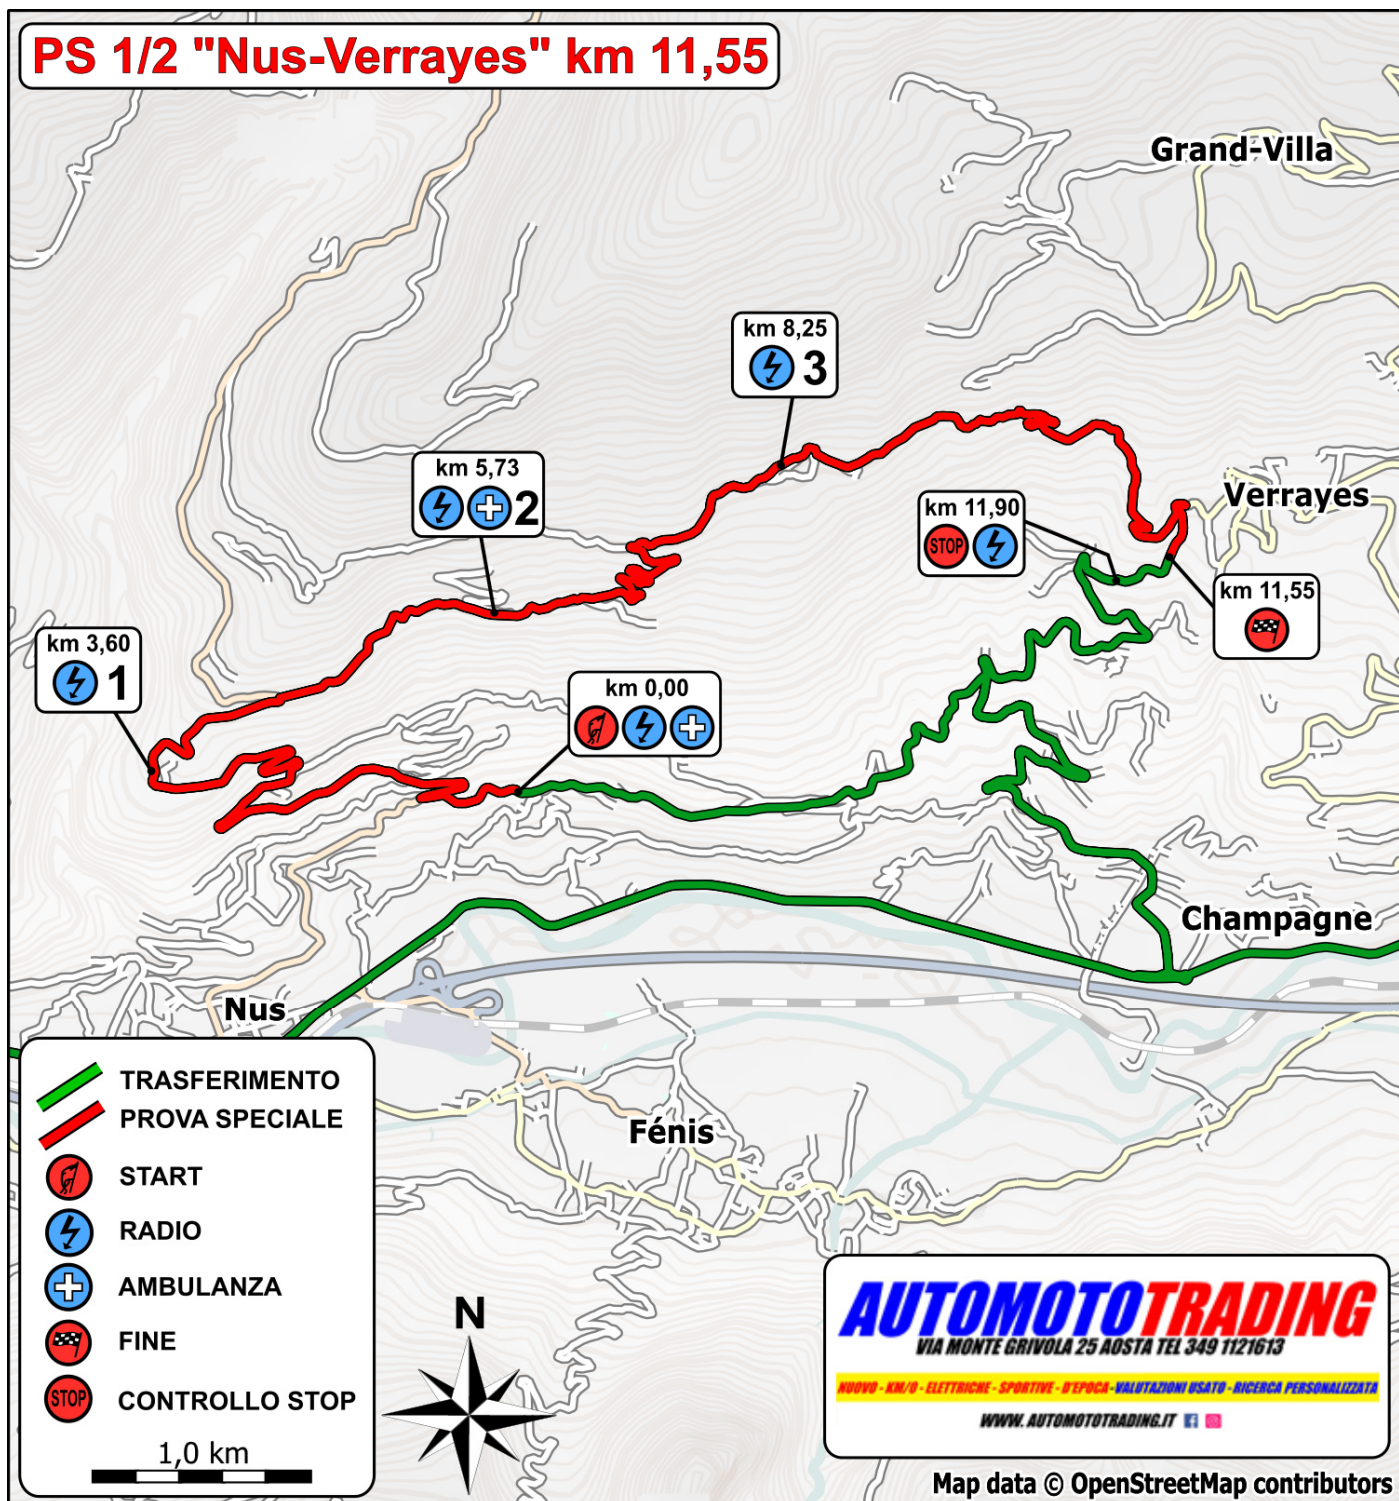 PS 1/2 "Nus-Verrayes" km 11,55
Grand-Villa
km 8,25
3
km 5,73
2
Verrayes
km 11,90
STOP
km 11,55
km 3,60
1
km 0,00
Champagne
Nus
Fénis
TRASFERIMENTO
PROVA SPECIALE
START
RADIO
AMBULANZA
FINE
STOP
CONTROLLO STOP
1,0 km
N
AUTOMOTOTRADING
VIA MONTE GRIVOLA 25 AOSTA TEL 349 1121613
NUOVO - KM/0 - ELETTRICHE - SPORTIVE - D'EPOCA - VALUTAZIONI USATO - RICERCA PERSONALIZZATA
WWW. AUTOMOTOTRADING.IT
Map data © OpenStreetMap contributors